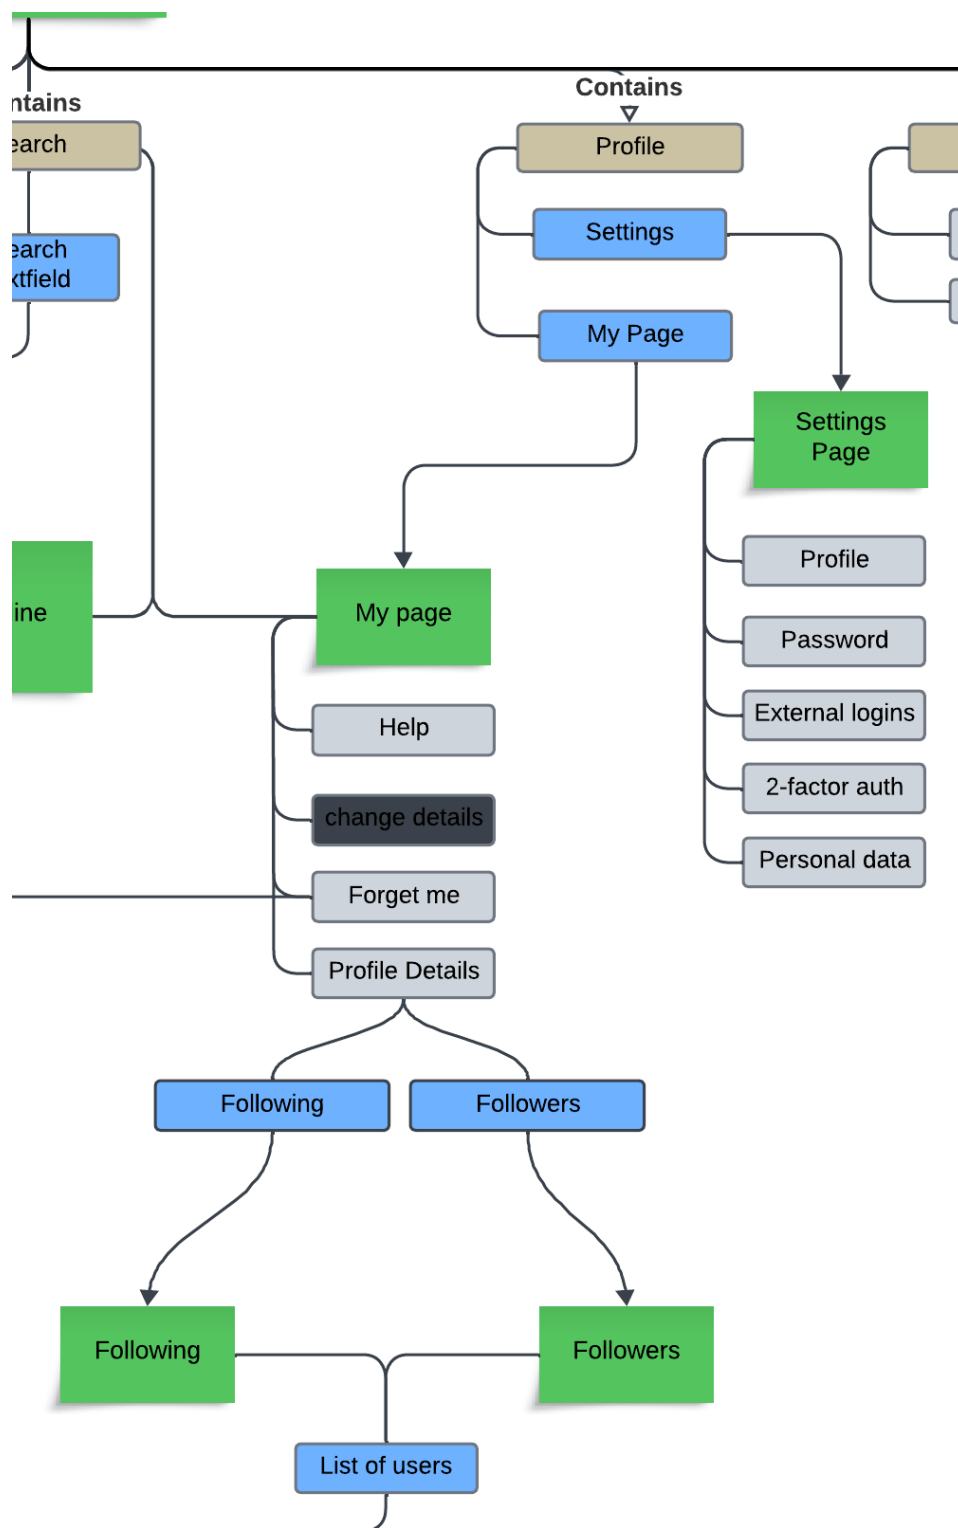 Contains
ntains
earch
Profile
Settings
earch
xtfield
My Page
Settings
Page
Profile
ine
My page
Password
External logins
Help
2-factor auth
change details
Personal data
Forget me
Profile Details
Following
Followers
Following
Followers
List of users